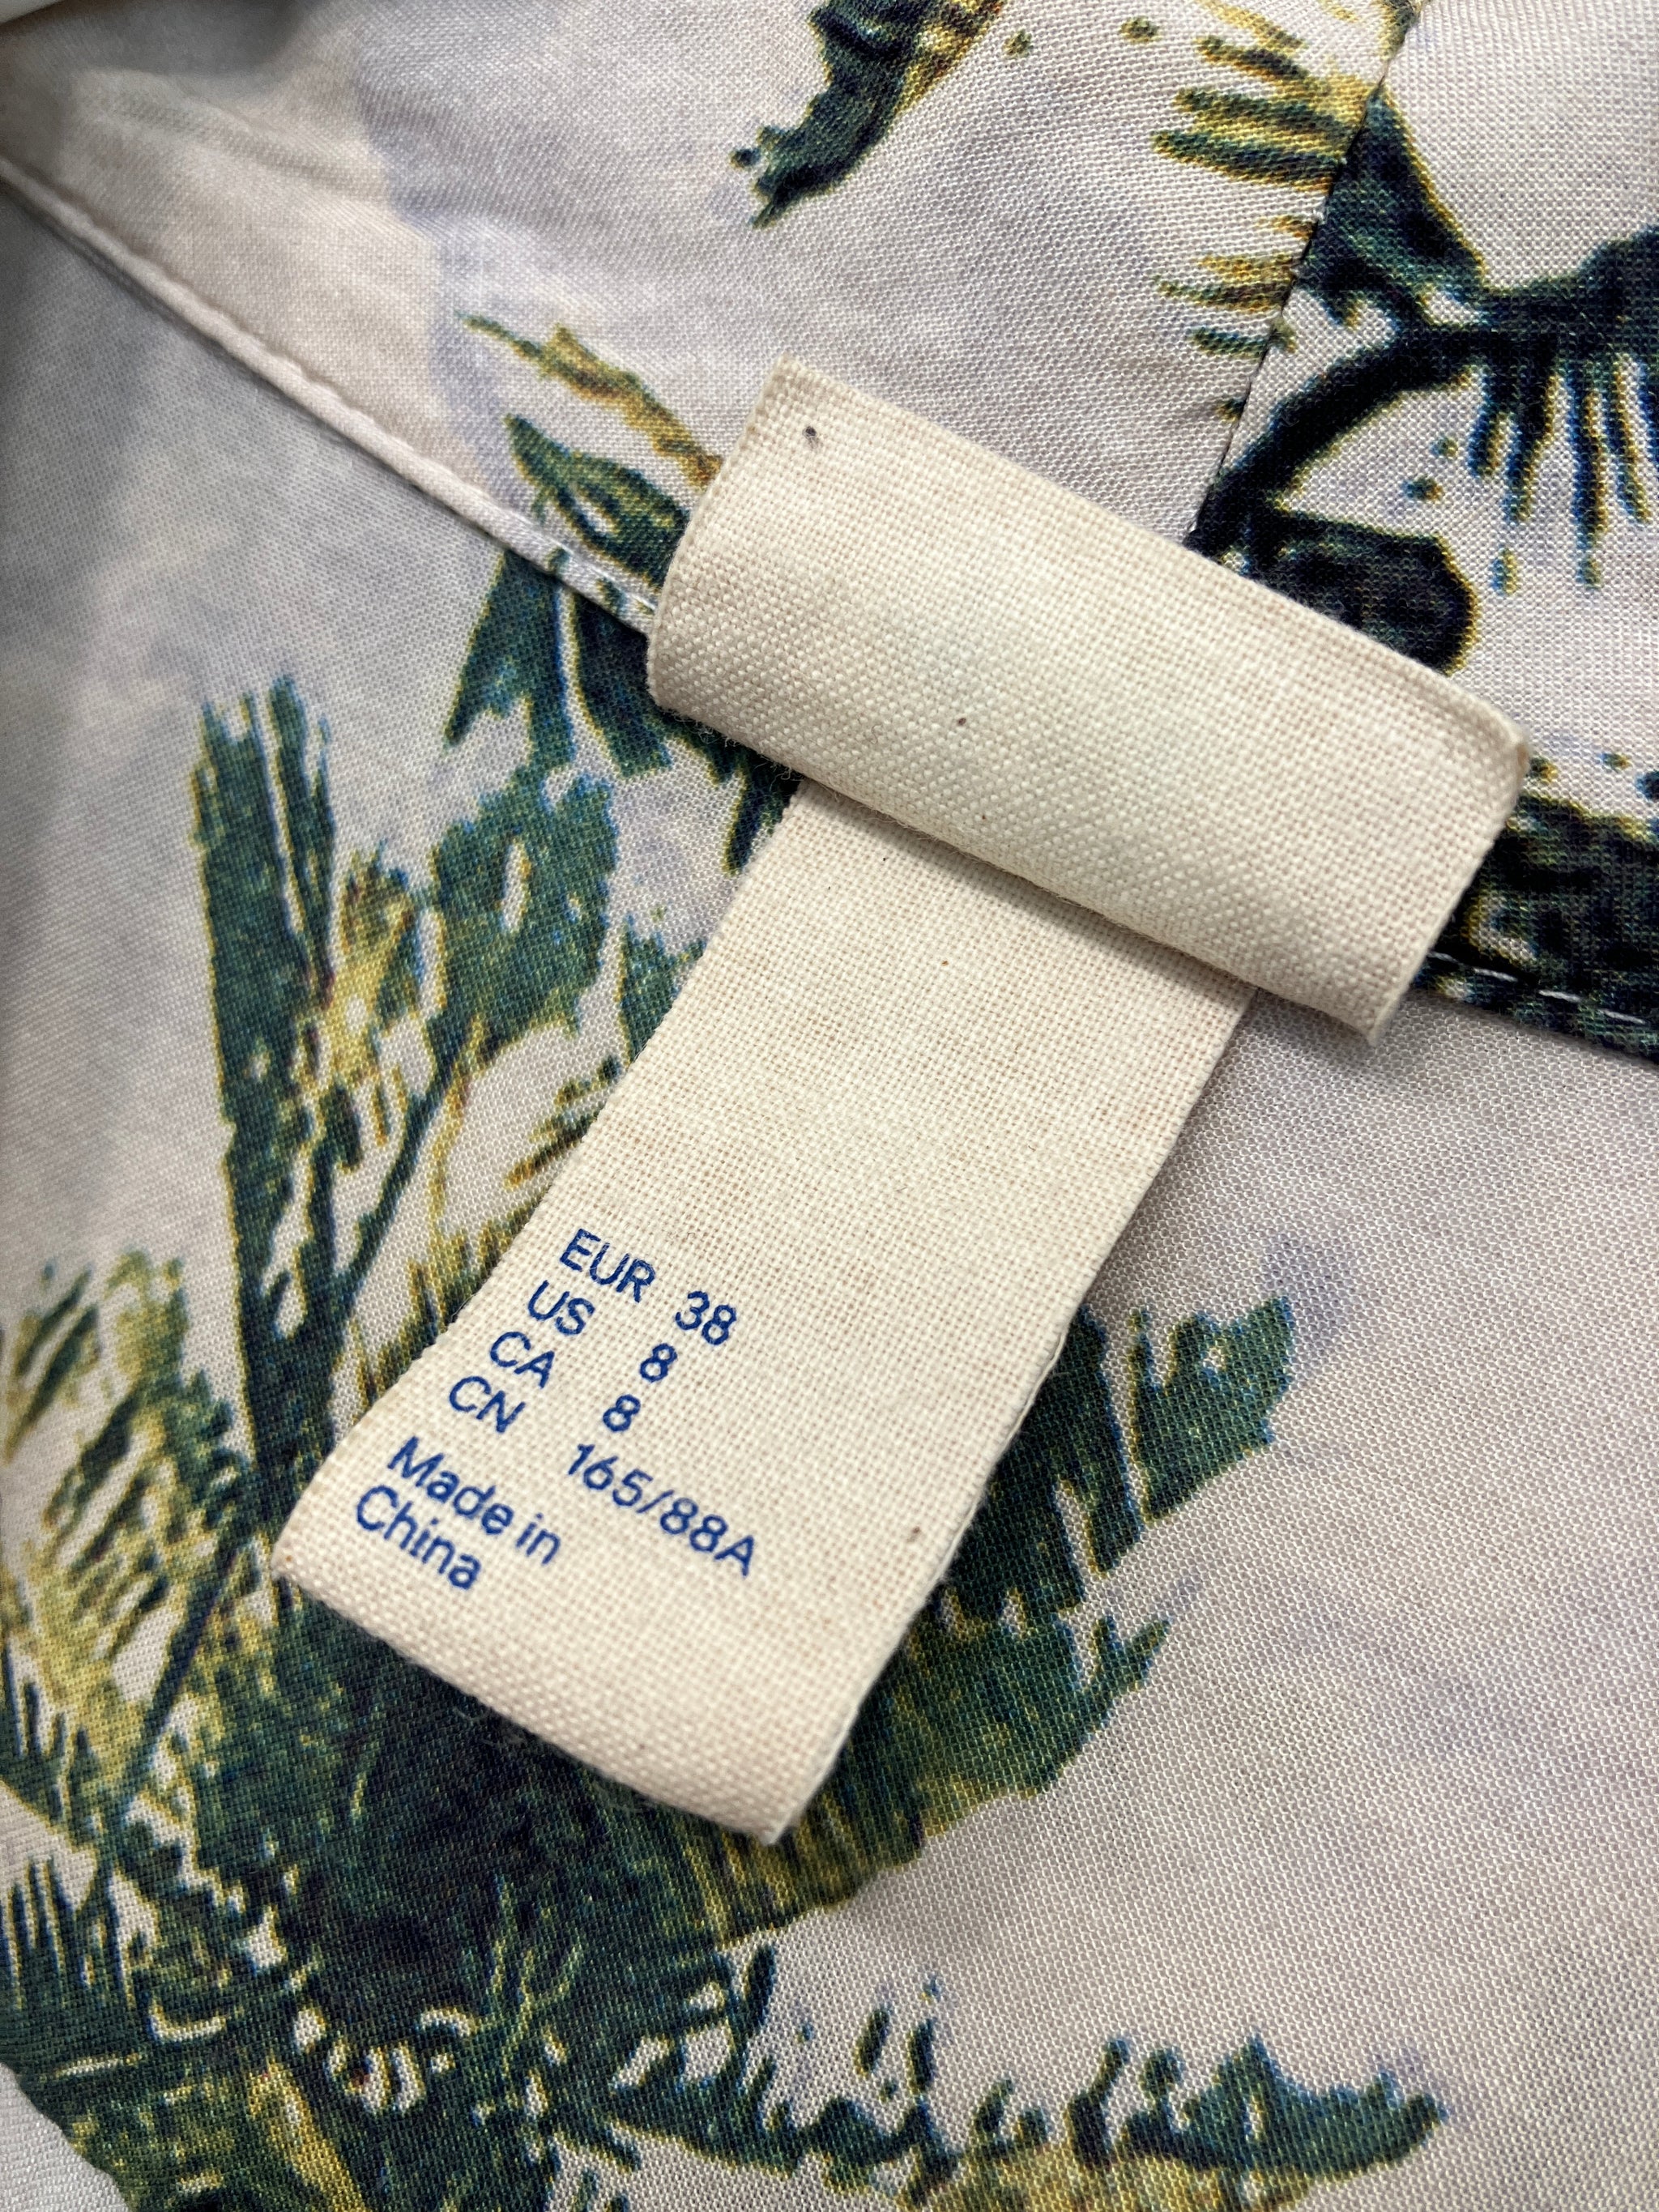 EUR 38
US 8
CA 8
CN 165/88A
Made in
China